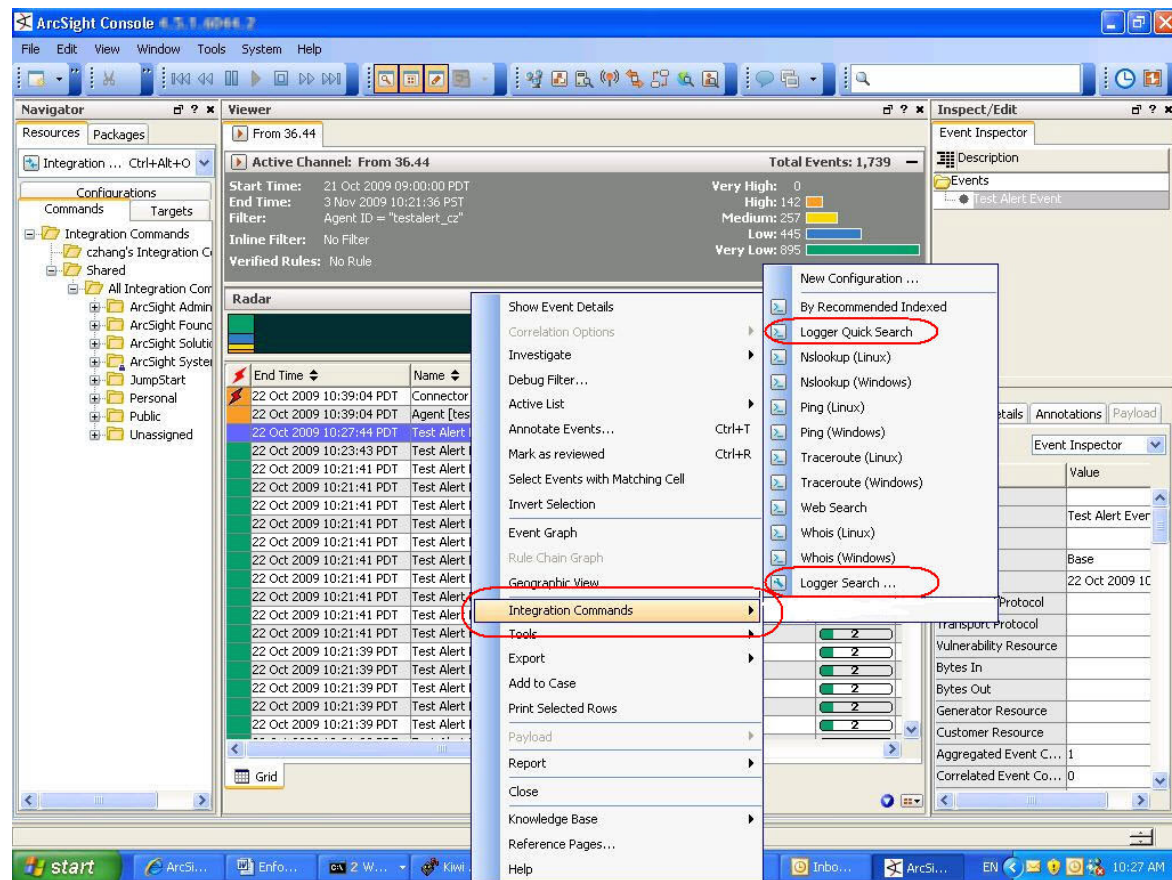 ArcSight Console
File Edit View Window Tools System Help
Navigator
Resources Packages
Integration ... Ctrl+Alt+O
Configurations
Commands Targets
Integration Commands
czhang's Integration C
Shared
All Integration Com
ArcSight Admin
ArcSight Found
ArcSight Solutio
ArcSight System
JumpStart
Personal
Public
Unassigned
Viewer
From 36.44
Active Channel: From 36.44 Total Events: 1,739
Start Time: 21 Oct 2009 09:00:00 PDT
End Time: 3 Nov 2009 10:21:36 PST
Filter: Agent ID = "testalert_cz"
Inline Filter: No Filter
Verified Rules: No Rule
Very High: 0
High: 142
Medium: 257
Low: 445
Very Low: 895
Radar
End Time Name
22 Oct 2009 10:39:04 PDT Connector
22 Oct 2009 10:39:04 PDT Agent [tes
22 Oct 2009 10:27:44 PDT Test Alert
22 Oct 2009 10:23:43 PDT Test Alert
22 Oct 2009 10:21:41 PDT Test Alert
22 Oct 2009 10:21:41 PDT Test Alert
22 Oct 2009 10:21:41 PDT Test Alert
22 Oct 2009 10:21:41 PDT Test Alert
22 Oct 2009 10:21:41 PDT Test Alert
22 Oct 2009 10:21:41 PDT Test Alert
22 Oct 2009 10:21:41 PDT Test Alert
22 Oct 2009 10:21:41 PDT Test Alert
22 Oct 2009 10:21:41 PDT Test Alert
22 Oct 2009 10:21:39 PDT Test Alert 2
22 Oct 2009 10:21:39 PDT Test Alert 2
22 Oct 2009 10:21:39 PDT Test Alert 2
22 Oct 2009 10:21:39 PDT Test Alert 2
22 Oct 2009 10:21:39 PDT Test Alert 2
22 Oct 2009 10:21:39 PDT Test Alert 2
Grid
Show Event Details
Correlation Options
Investigate
Debug Filter...
Active List
Annotate Events... Ctrl+T
Mark as reviewed Ctrl+R
Select Events with Matching Cell
Invert Selection
Event Graph
Rule Chain Graph
Geographic View
Integration Commands
Tools
Export
Add to Case
Print Selected Rows
Payload
Report
Close
Knowledge Base
Reference Pages...
Help
New Configuration ...
By Recommended Indexed
Logger Quick Search
Nslookup (Linux)
Nslookup (Windows)
Ping (Linux)
Ping (Windows)
Traceroute (Linux)
Traceroute (Windows)
Web Search
Whois (Linux)
Whois (Windows)
Logger Search ...
Inspect/Edit
Event Inspector
Description
Events
Test Alert Event
etails Annotations Payload
Event Inspector
Value
Test Alert Ever
Base
22 Oct 2009 10
Protocol
Transport Protocol
Vulnerability Resource
Bytes In
Bytes Out
Generator Resource
Customer Resource
Aggregated Event C... 1
Correlated Event Co... 0
start ArcSi... Enfo... 2 W... Kiwi Inbo... ArcSi... EN 10:27 AM